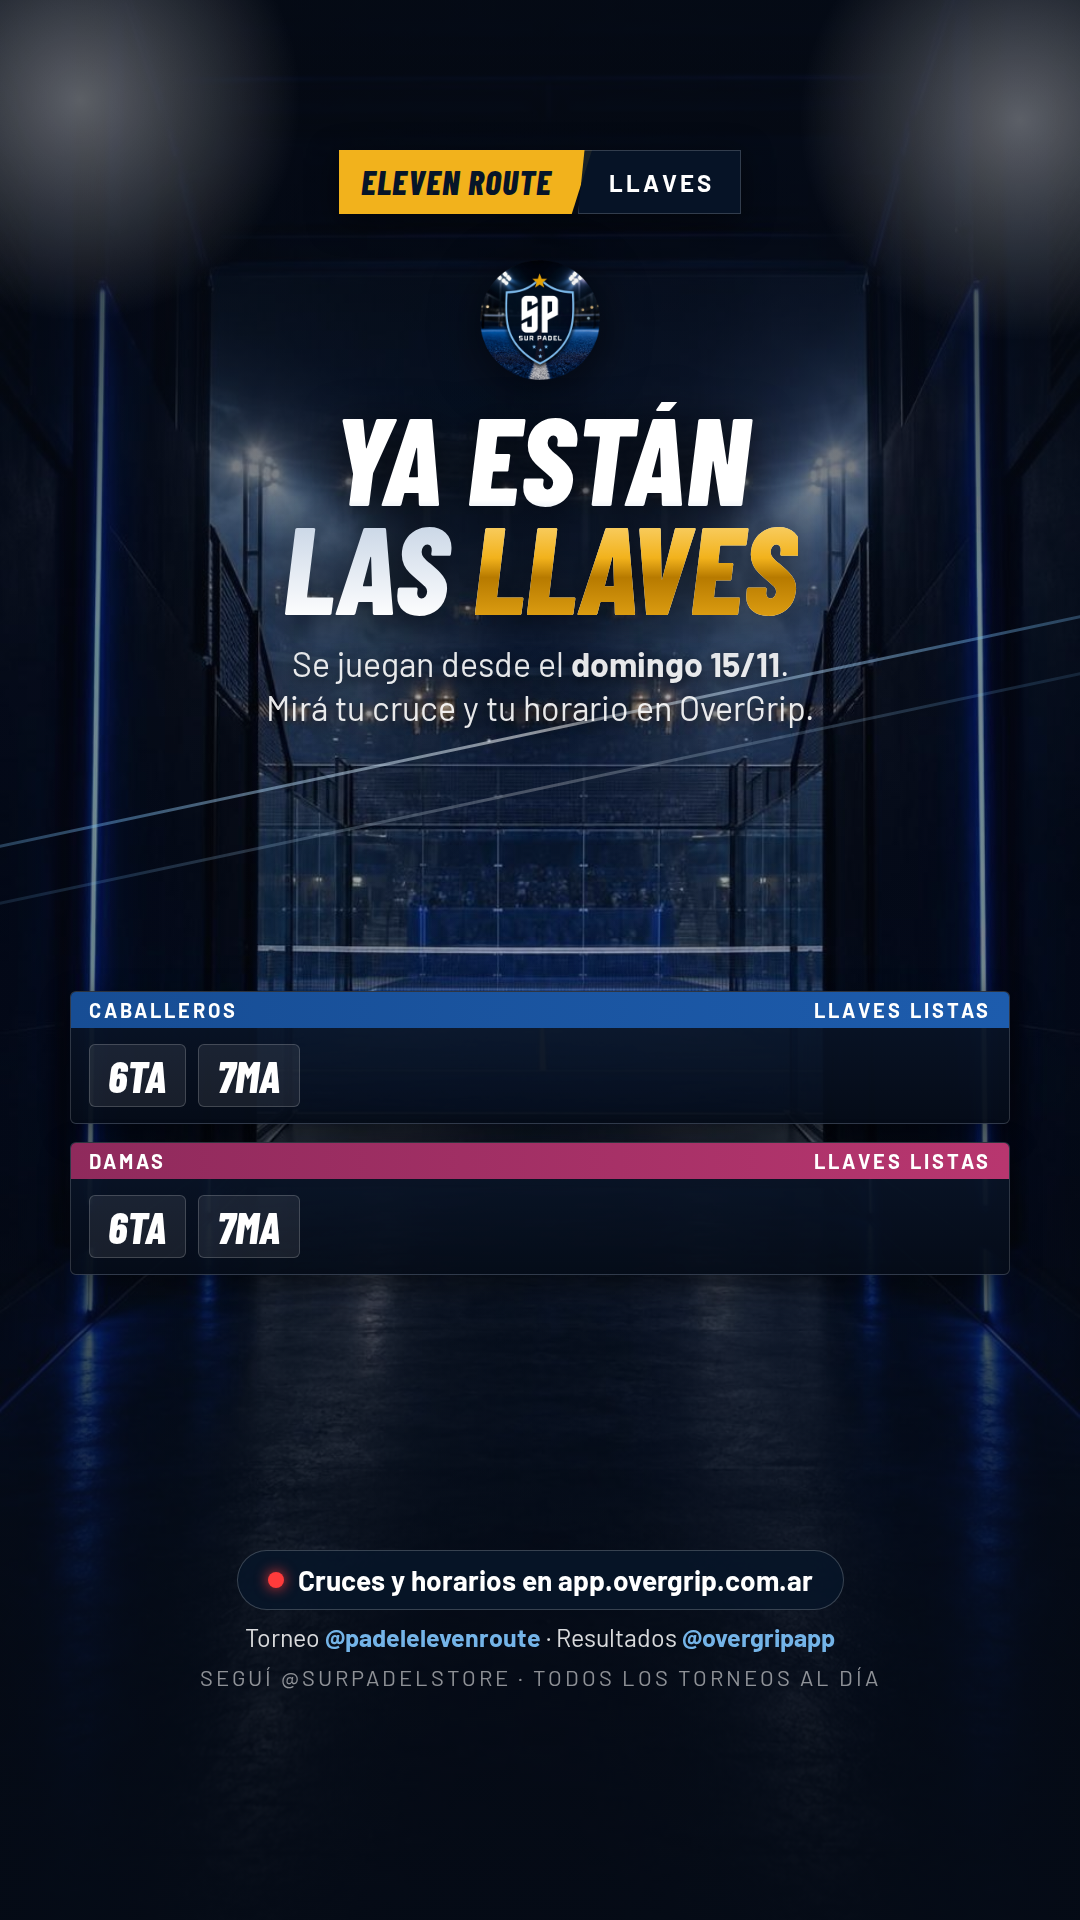 ELEVEN ROUTE LLAVES
SP
SUR PADEL
YA ESTÁN
LAS LLAVES
Se juegan desde el domingo 15/11.
Mirá tu cruce y tu horario en OverGrip.
CABALLEROS LLAVES LISTAS
6TA 7MA
DAMAS LLAVES LISTAS
6TA 7MA
Cruces y horarios en app.overgrip.com.ar
Torneo @padelelevenroute · Resultados @overgripapp
SEGUÍ @SURPADELSTORE · TODOS LOS TORNEOS AL DÍA